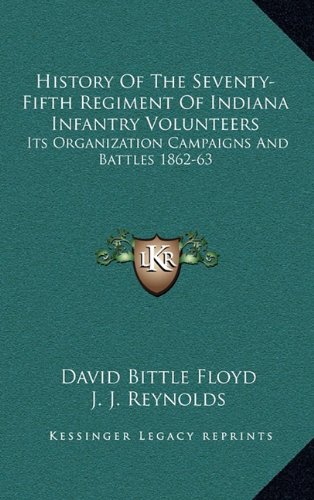 HISTORY OF THE SEVENTY-
FIFTH REGIMENT OF INDIANA
INFANTRY VOLUNTEERS
ITS ORGANIZATION CAMPAIGNS AND
BATTLES 1862-63
LKR
DAVID BITTLE FLOYD
J. J. REYNOLDS
KESSINGER LEGACY REPRINTS